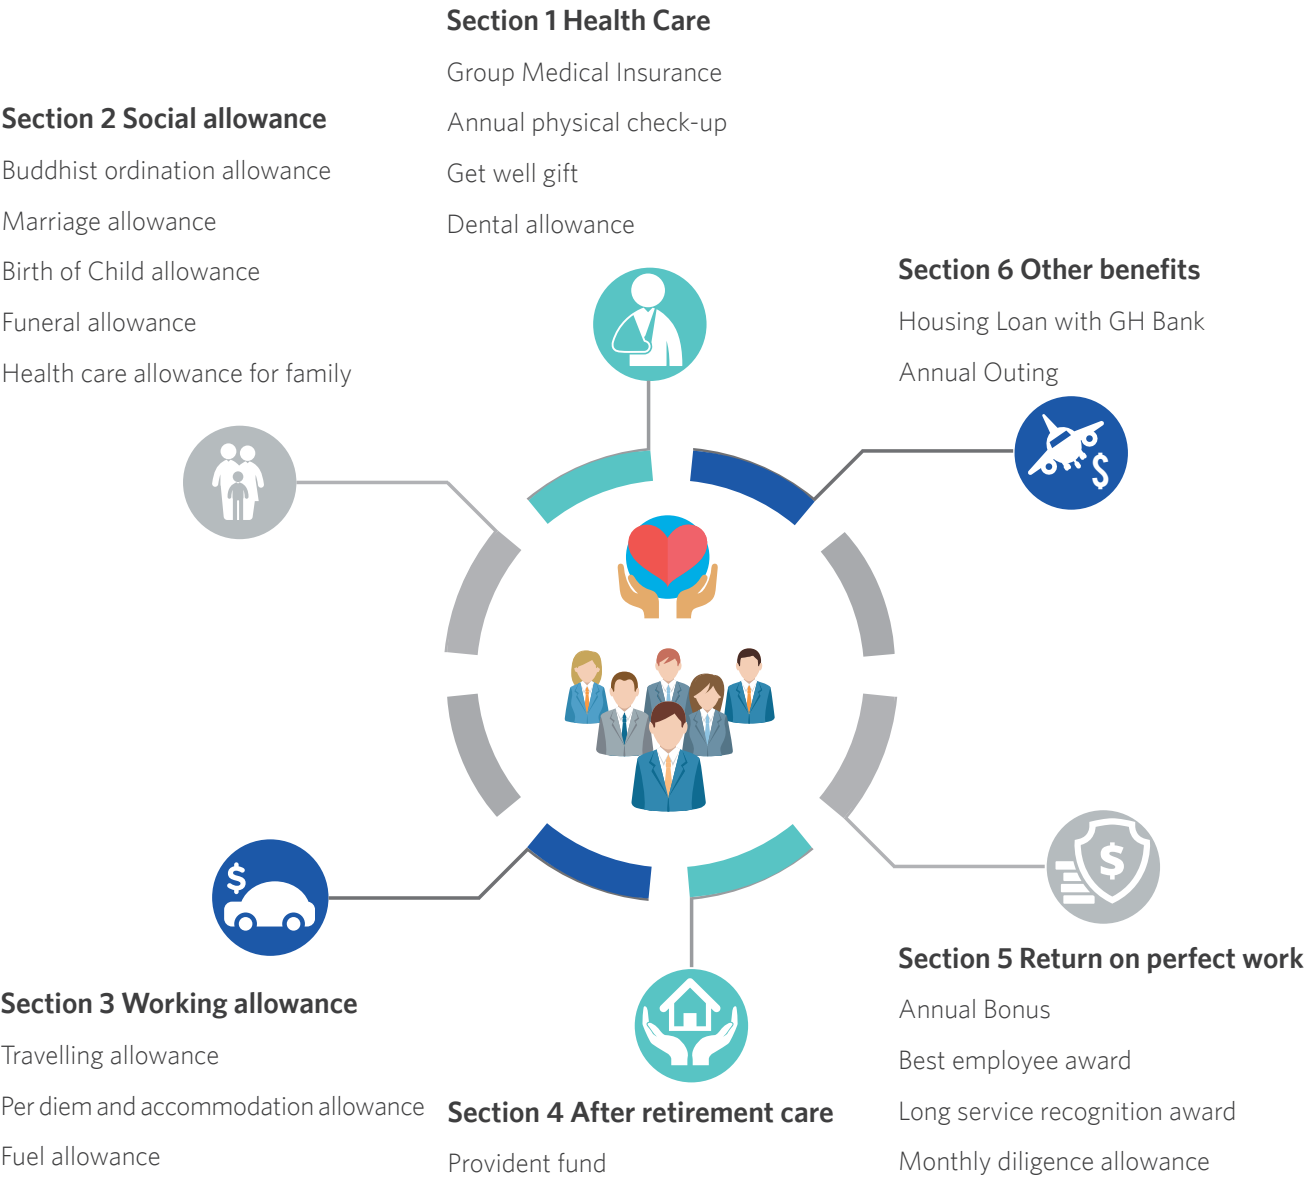 Section 1 Health Care
Group Medical Insurance
Annual physical check-up
Get well gift
Dental allowance
Section 2 Social allowance
Buddhist ordination allowance
Marriage allowance
Birth of Child allowance
Funeral allowance
Health care allowance for family
Section 6 Other benefits
Housing Loan with GH Bank
Annual Outing
$
$
$
Section 3 Working allowance
Travelling allowance
Per diem and accommodation allowance
Fuel allowance
Section 4 After retirement care
Provident fund
Section 5 Return on perfect work
Annual Bonus
Best employee award
Long service recognition award
Monthly diligence allowance